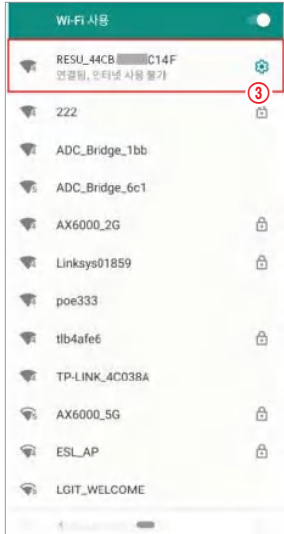 Wi-Fi 사용
RESU_44CB C14F
연결됨, 인터넷 사용 불가
③
222
ADC_Bridge_1bb
ADC_Bridge_6c1
AX6000_2G
Linksys01859
poe333
tlb4afe6
TP-LINK_4C038A
AX6000_5G
ESL_AP
LGIT_WELCOME